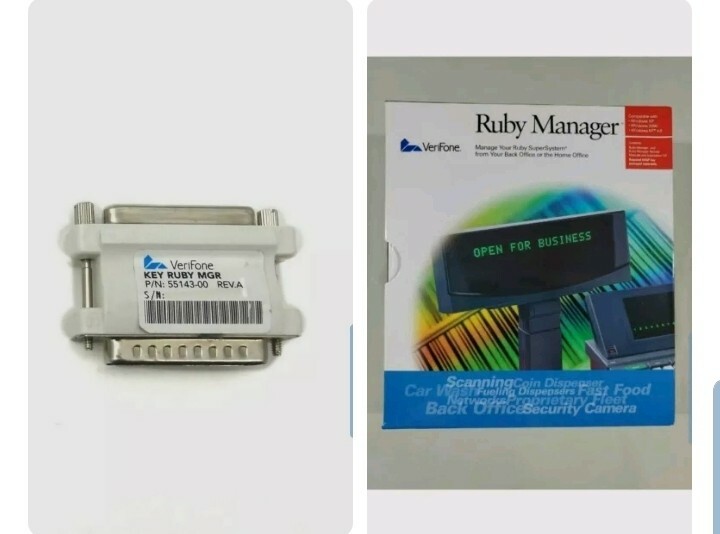 VeriFone
KEY RUBY MGR
P/N: 55143-00 REV.A
S/N:
Ruby Manager
VeriFone
Manage Your Ruby SuperSystem
from Your Back Office or the Home Office
OPEN FOR BUSINESS
Scanning Coin Dispenser
Car Wash Fueling Dispensers Fast Food
Networks Proprietary Fleet
Back Office Security Camera